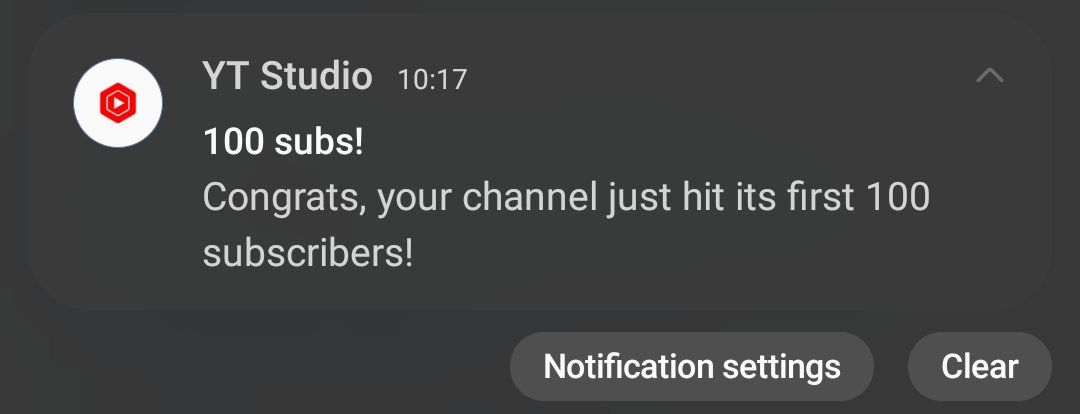 YT Studio 10:17
100 subs!
Congrats, your channel just hit its first 100
subscribers!
Notification settings Clear